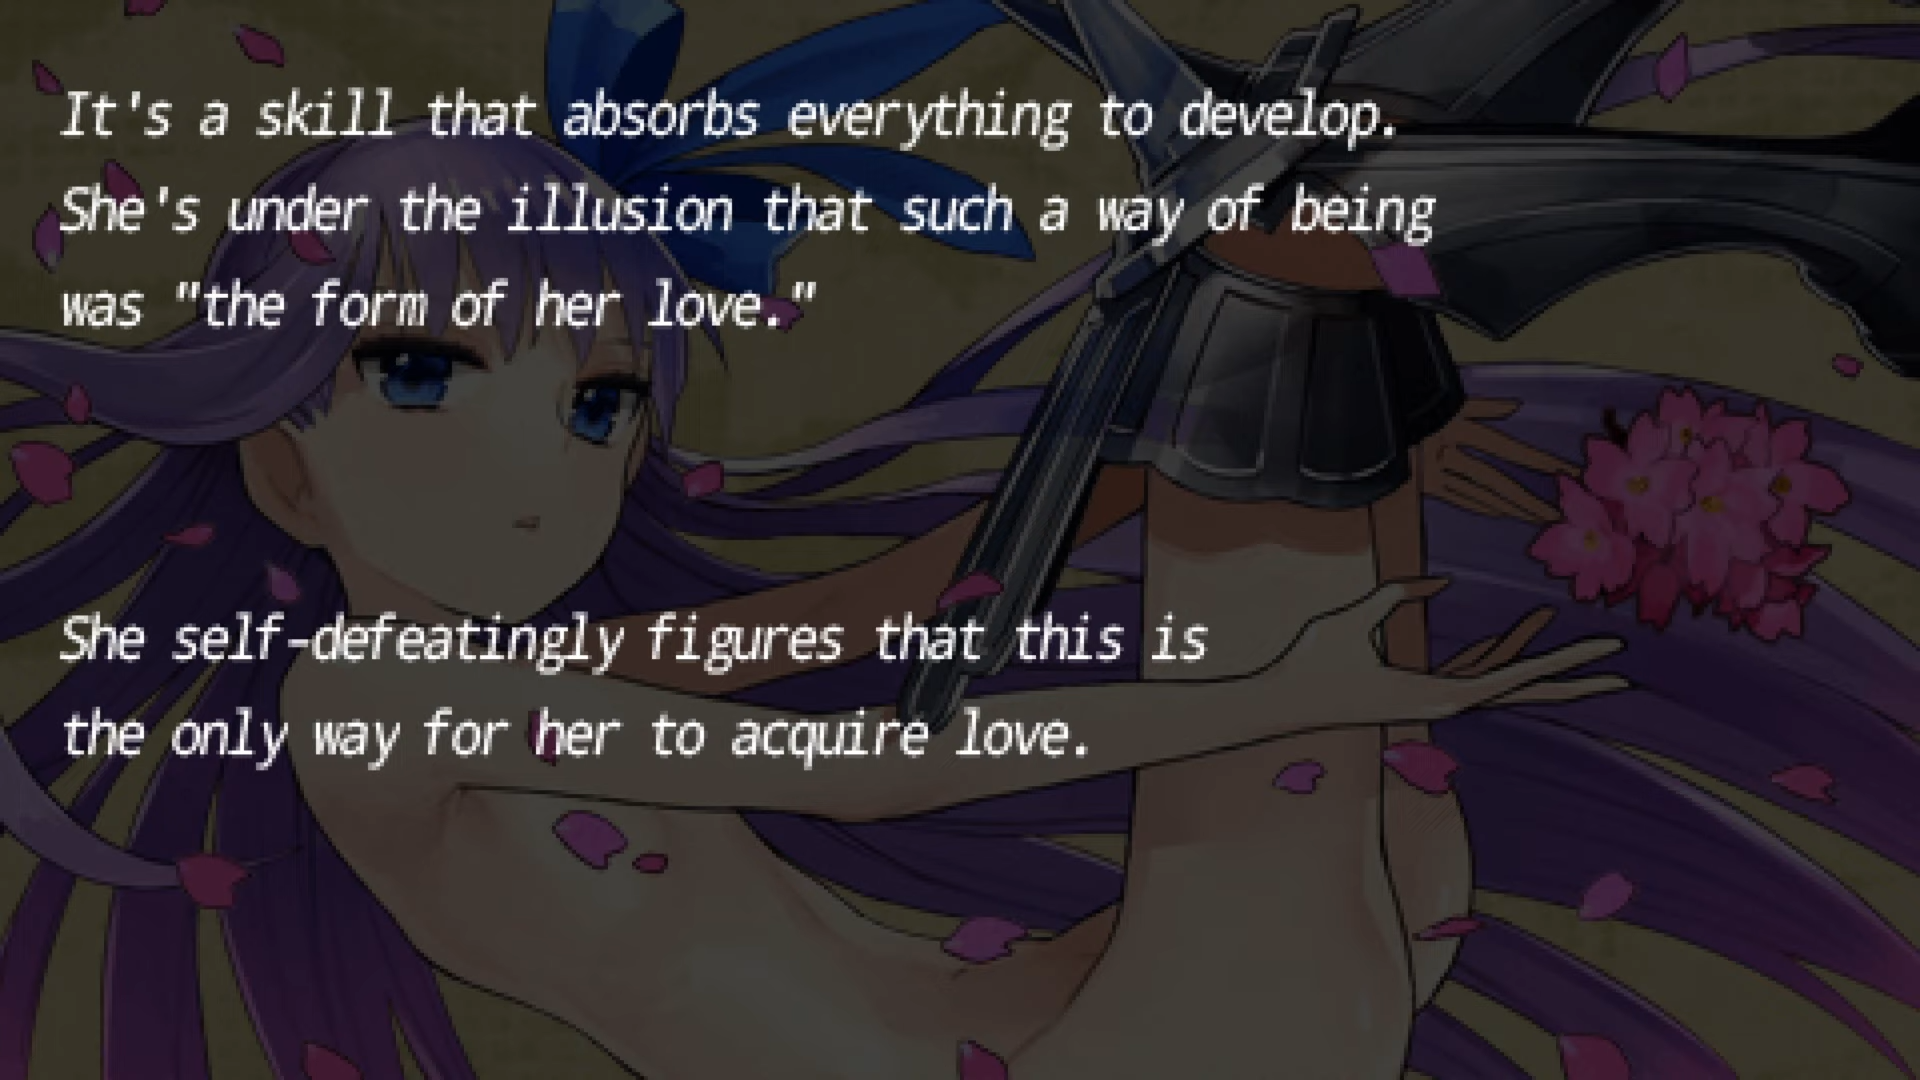 It's a skill that absorbs everything to develop.
She's under the illusion that such a way of being
was "the form of her love."
She self-defeatingly figures that this is
the only way for her to acquire love.